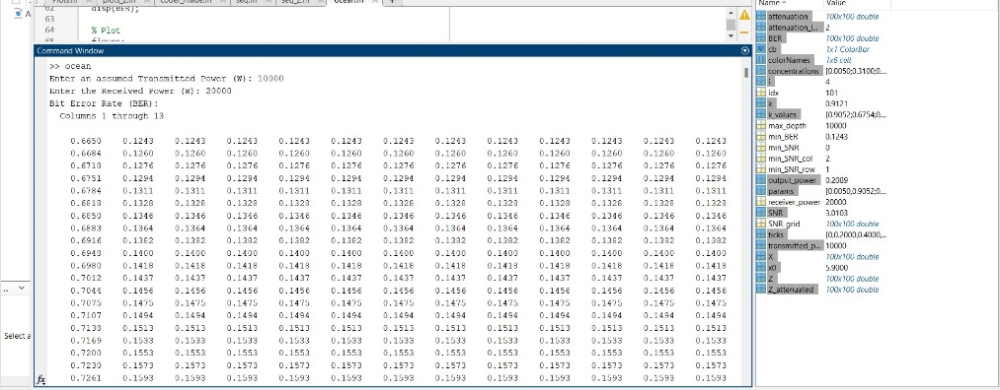 disp(BER);
62
63
64 % Plot
65 figure;
Command Window
>> ocean
Enter an assumed Transmitted Power (W): 10000
Enter the Received Power (W): 20000
Bit Error Rate (BER):
Columns 1 through 13
0.6650 0.1243 0.1243 0.1243 0.1243 0.1243 0.1243 0.1243 0.1243 0.1243 0.1243 0.1243 0.1243
0.6684 0.1260 0.1260 0.1260 0.1260 0.1260 0.1260 0.1260 0.1260 0.1260 0.1260 0.1260 0.1260
0.6718 0.1276 0.1276 0.1276 0.1276 0.1276 0.1276 0.1276 0.1276 0.1276 0.1276 0.1276 0.1276
0.6751 0.1294 0.1294 0.1294 0.1294 0.1294 0.1294 0.1294 0.1294 0.1294 0.1294 0.1294 0.1294
0.6784 0.1311 0.1311 0.1311 0.1311 0.1311 0.1311 0.1311 0.1311 0.1311 0.1311 0.1311 0.1311
0.6818 0.1328 0.1328 0.1328 0.1328 0.1328 0.1328 0.1328 0.1328 0.1328 0.1328 0.1328 0.1328
0.6850 0.1346 0.1346 0.1346 0.1346 0.1346 0.1346 0.1346 0.1346 0.1346 0.1346 0.1346 0.1346
0.6883 0.1364 0.1364 0.1364 0.1364 0.1364 0.1364 0.1364 0.1364 0.1364 0.1364 0.1364 0.1364
0.6916 0.1382 0.1382 0.1382 0.1382 0.1382 0.1382 0.1382 0.1382 0.1382 0.1382 0.1382 0.1382
0.6948 0.1400 0.1400 0.1400 0.1400 0.1400 0.1400 0.1400 0.1400 0.1400 0.1400 0.1400 0.1400
0.6980 0.1418 0.1418 0.1418 0.1418 0.1418 0.1418 0.1418 0.1418 0.1418 0.1418 0.1418 0.1418
0.7012 0.1437 0.1437 0.1437 0.1437 0.1437 0.1437 0.1437 0.1437 0.1437 0.1437 0.1437 0.1437
0.7044 0.1456 0.1456 0.1456 0.1456 0.1456 0.1456 0.1456 0.1456 0.1456 0.1456 0.1456 0.1456
0.7075 0.1475 0.1475 0.1475 0.1475 0.1475 0.1475 0.1475 0.1475 0.1475 0.1475 0.1475 0.1475
0.7107 0.1494 0.1494 0.1494 0.1494 0.1494 0.1494 0.1494 0.1494 0.1494 0.1494 0.1494 0.1494
0.7138 0.1513 0.1513 0.1513 0.1513 0.1513 0.1513 0.1513 0.1513 0.1513 0.1513 0.1513 0.1513
0.7169 0.1533 0.1533 0.1533 0.1533 0.1533 0.1533 0.1533 0.1533 0.1533 0.1533 0.1533 0.1533
0.7200 0.1553 0.1553 0.1553 0.1553 0.1553 0.1553 0.1553 0.1553 0.1553 0.1553 0.1553 0.1553
0.7230 0.1573 0.1573 0.1573 0.1573 0.1573 0.1573 0.1573 0.1573 0.1573 0.1573 0.1573 0.1573
0.7261 0.1593 0.1593 0.1593 0.1593 0.1593 0.1593 0.1593 0.1593 0.1593 0.1593 0.1593 0.1593
fx
Select a
Name Value
attenuation 100x100 double
attenuation_l... 2
BER 100x100 double
cb 1x1 ColorBar
colorNames 1x6 cell
concentrations [0.0050;0.3100;0....
i 4
idx 101
k 0.9121
k_values [0.9052;0.6754;0....
max_depth 10000
min_BER 0.1243
min_SNR 0
min_SNR_col 2
min_SNR_row 1
output_power 0.2089
params [0.0050,0.9052;0...
receiver_power 20000
SNR 3.0103
SNR_grid 100x100 double
ticks [0,0.2000,0.4000,...
transmitted_p... 10000
X 100x100 double
x0 5.9000
Z 100x100 double
Z_attenuated 100x100 double